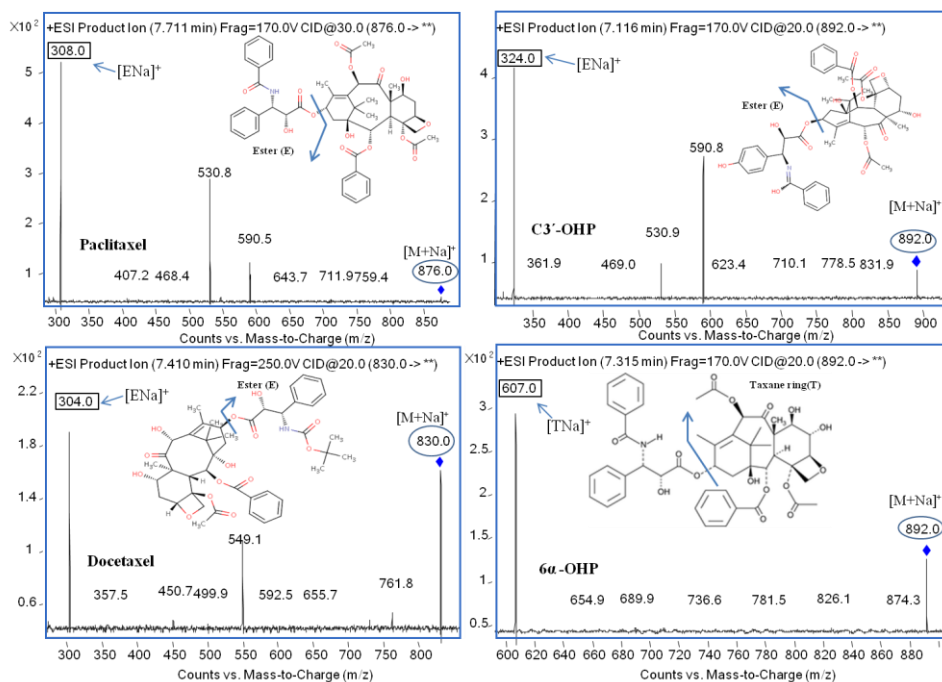 +ESI Product Ion (7.711 min) Frag=170.0V CID@30.0 (876.0 -> **)
×10²
308.0
[ENa]⁺
Ester (E)
5
4
3
2
1
530.8
590.5
Paclitaxel
[M+Na]⁺
876.0
407.2 468.4 643.7 711.9 759.4
300 350 400 450 500 550 600 650 700 750 800 850
Counts vs. Mass-to-Charge (m/z)
+ESI Product Ion (7.116 min) Frag=170.0V CID@20.0 (892.0 -> **)
×10²
324.0
[ENa]⁺
Ester (E)
4
3
2
1
590.8
530.9
C3′-OHP
[M+Na]⁺
892.0
361.9 469.0 623.4 710.1 778.5 831.9
350 400 450 500 550 600 650 700 750 800 850 900
Counts vs. Mass-to-Charge (m/z)
+ESI Product Ion (7.410 min) Frag=250.0V CID@20.0 (830.0 -> **)
×10²
304.0
[ENa]⁺
Ester (E)
2.2
1.8
1.4
1
0.6
[M+Na]⁺
830.0
549.1
Docetaxel
357.5 450.7 499.9 592.5 655.7 761.8
300 350 400 450 500 550 600 650 700 750 800
Counts vs. Mass-to-Charge (m/z)
+ESI Product Ion (7.315 min) Frag=170.0V CID@20.0 (892.0 -> **)
×10²
607.0
[TNa]⁺
Taxane ring(T)
3.
2.
1.
0.5
[M+Na]⁺
892.0
6α-OHP
654.9 689.9 736.6 781.5 826.1 874.3
600 620 640 660 680 700 720 740 760 780 800 820 840 860 880
Counts vs. Mass-to-Charge (m/z)